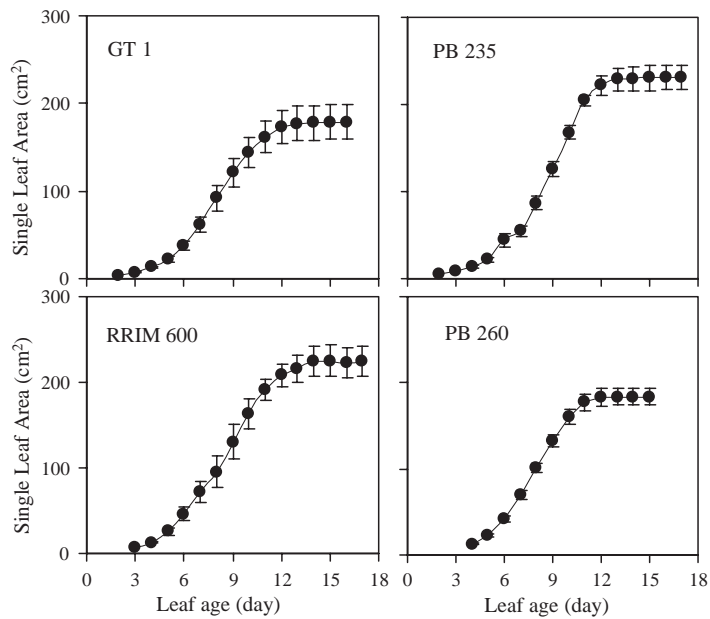 300
200
100
0
Single Leaf Area (cm²)
GT 1
PB 235
300
200
100
0
Single Leaf Area (cm²)
RRIM 600
PB 260
0 3 6 9 12 15 18
Leaf age (day)
0 3 6 9 12 15 18
Leaf age (day)